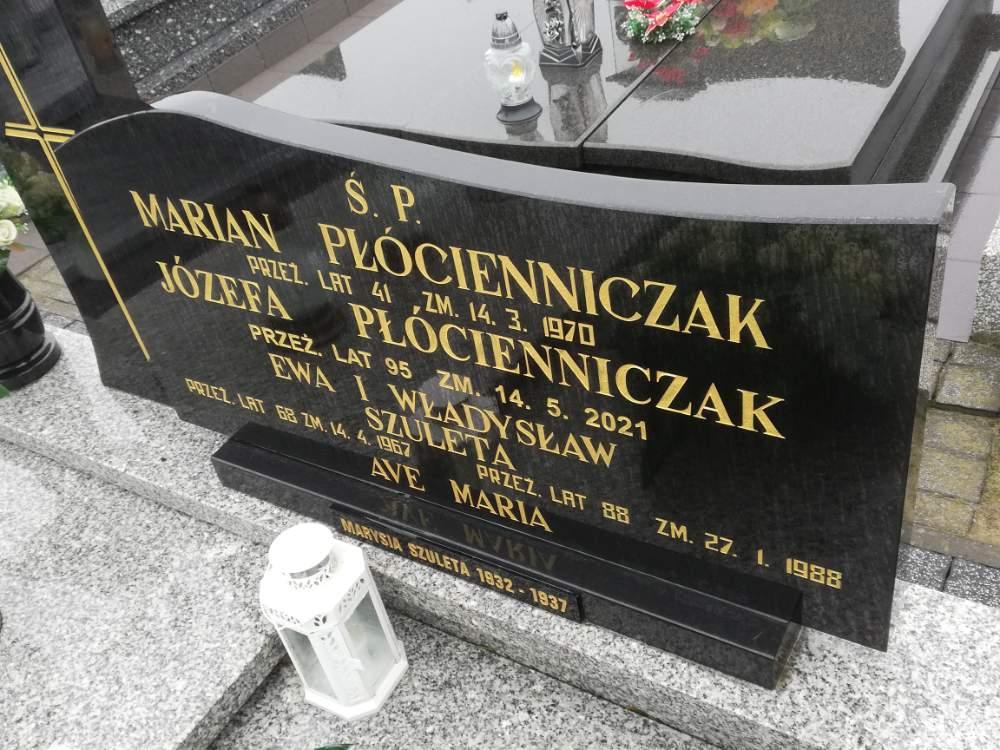 Ś. P.
MARIAN PŁÓCIENNICZAK
PRZEŻ. LAT 41 ZM. 14. 3. 1970
JÓZEFA PŁÓCIENNICZAK
PRZEŻ. LAT 95 ZM. 14. 5. 2021
EWA I WŁADYSŁAW
SZULETA
PRZEŻ. LAT 68 ZM. 14. 4. 1967 PRZEŻ. LAT 88 ZM. 27. 1. 1988
AVE MARIA
MARYSIA SZULETA 1932 - 1937